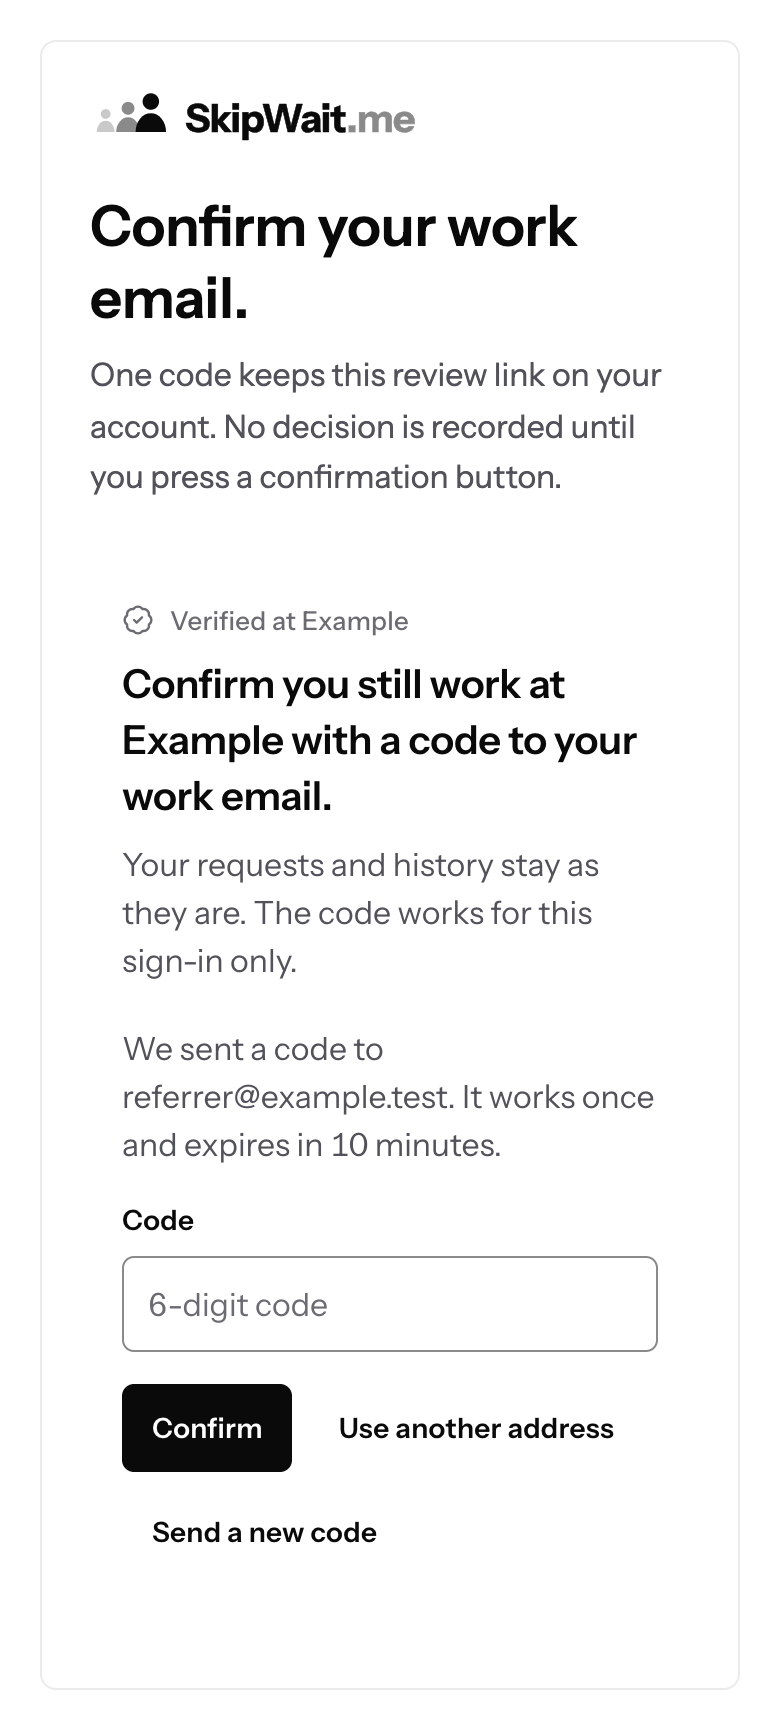 SkipWait.me
Confirm your work
email.
One code keeps this review link on your
account. No decision is recorded until
you press a confirmation button.
Verified at Example
Confirm you still work at
Example with a code to your
work email.
Your requests and history stay as
they are. The code works for this
sign-in only.
We sent a code to
referrer@example.test. It works once
and expires in 10 minutes.
Code
6-digit code
Confirm
Use another address
Send a new code